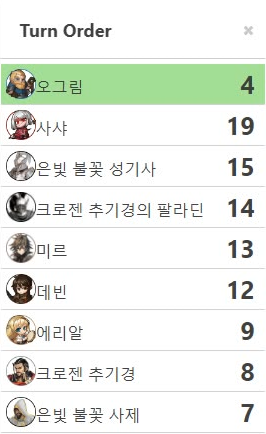 Turn Order
오그림 4
사샤 19
은빛 불꽃 성기사 15
크로젠 추기경의 팔라딘 14
미르 13
데빈 12
에리알 9
크로젠 추기경 8
은빛 불꽃 사제 7